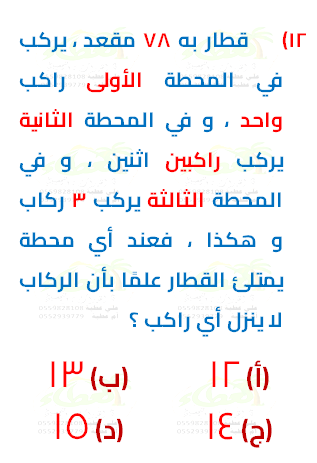 ١٢) قطار به ٧٨ مقعد ، يركب
في المحطة الأولى راكب
واحد ، و في المحطة الثانية
يركب راكبين اثنين ، و في
المحطة الثالثة يركب ٣ ركاب
و هكذا ، فعند أي محطة
يمتلئ القطار علمًا بأن الركاب
لا ينزل أي راكب ؟
(أ) ١٢ (ب) ١٣
(ج) ١٤ (د) ١٥